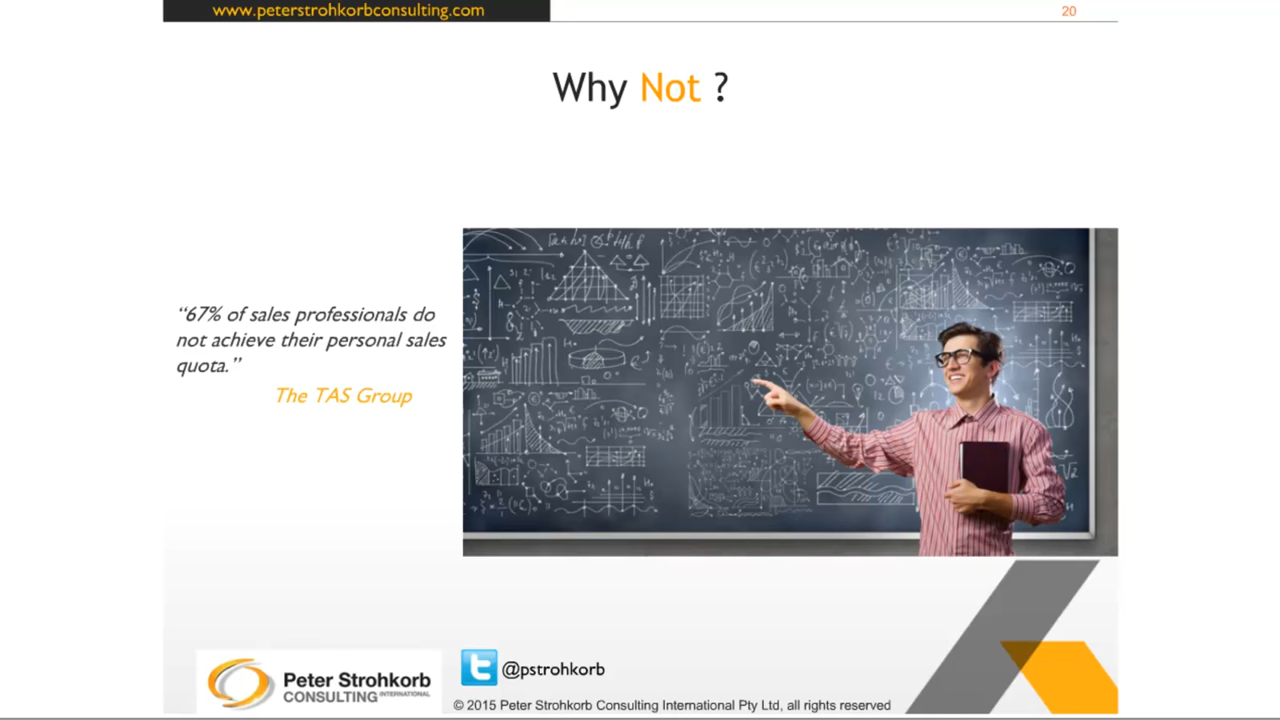 www.peterstrohkorbconsulting.com
20
Why Not ?
“67% of sales professionals do
not achieve their personal sales
quota.”
The TAS Group
Peter Strohkorb
CONSULTING INTERNATIONAL
@pstrohkorb
© 2015 Peter Strohkorb Consulting International Pty Ltd, all rights reserved